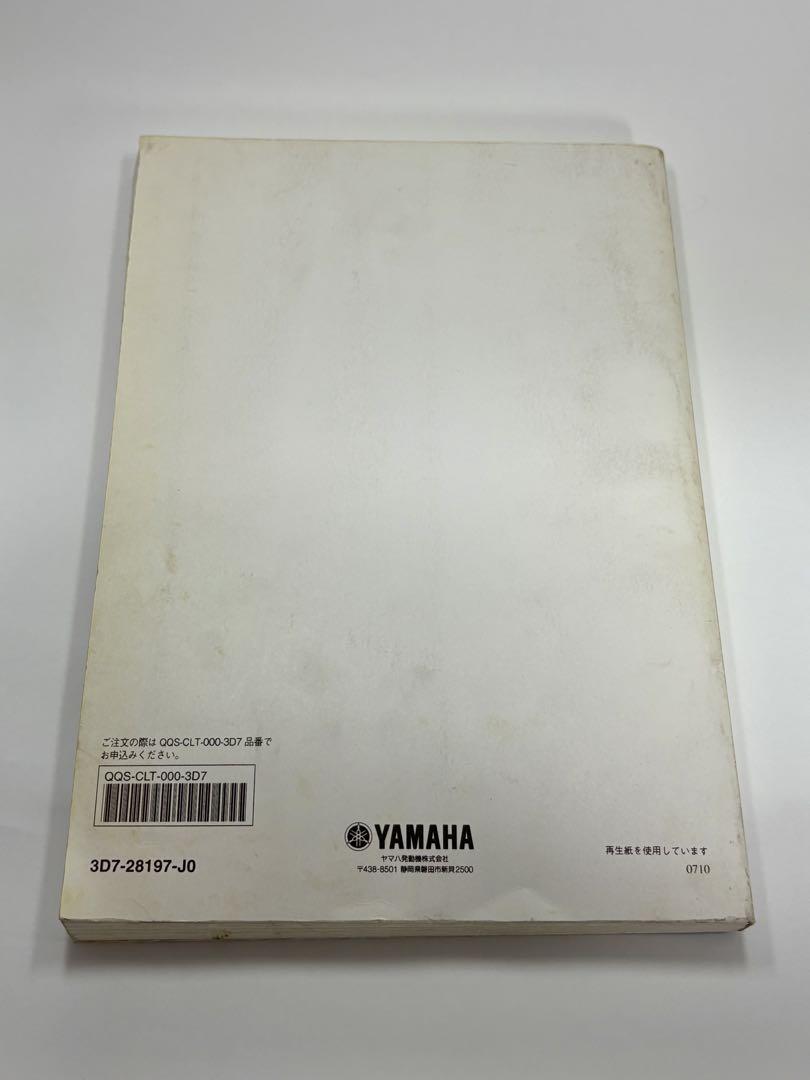 ご注文の際は QQS-CLT-000-3D7 品番で
お申込みください。
QQS-CLT-000-3D7
3D7-28197-J0
YAMAHA
ヤマハ発動機株式会社
〒438-8501 静岡県磐田市新貝2500
再生紙を使用しています
0710